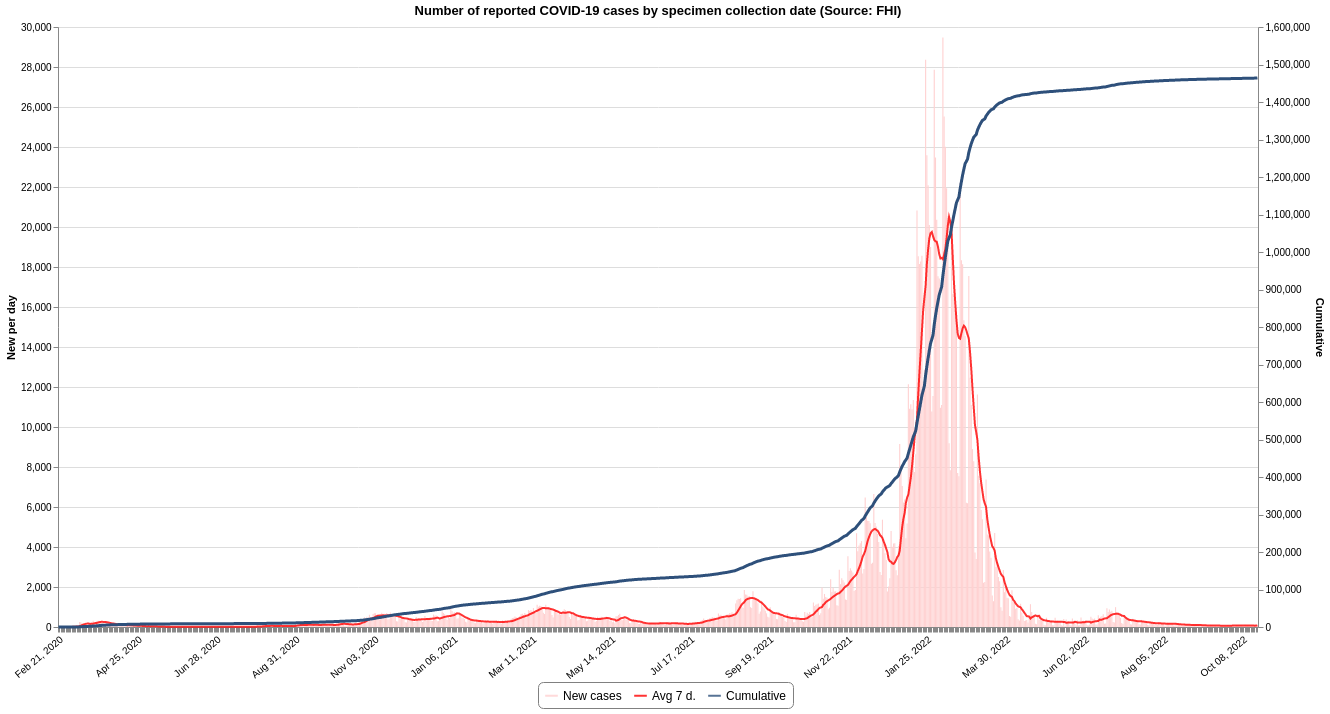 Number of reported COVID-19 cases by specimen collection date (Source: FHI)
30,000
28,000
26,000
24,000
22,000
20,000
18,000
16,000
14,000
12,000
10,000
8,000
6,000
4,000
2,000
0
New per day
1,600,000
1,500,000
1,400,000
1,300,000
1,200,000
1,100,000
1,000,000
900,000
800,000
700,000
600,000
500,000
400,000
300,000
200,000
100,000
0
Cumulative
Feb 21, 2020
Apr 25, 2020
Jun 28, 2020
Aug 31, 2020
Nov 03, 2020
Jan 06, 2021
Mar 11, 2021
May 14, 2021
Jul 17, 2021
Sep 19, 2021
Nov 22, 2021
Jan 25, 2022
Mar 30, 2022
Jun 02, 2022
Aug 05, 2022
Oct 08, 2022
New cases Avg 7 d. Cumulative